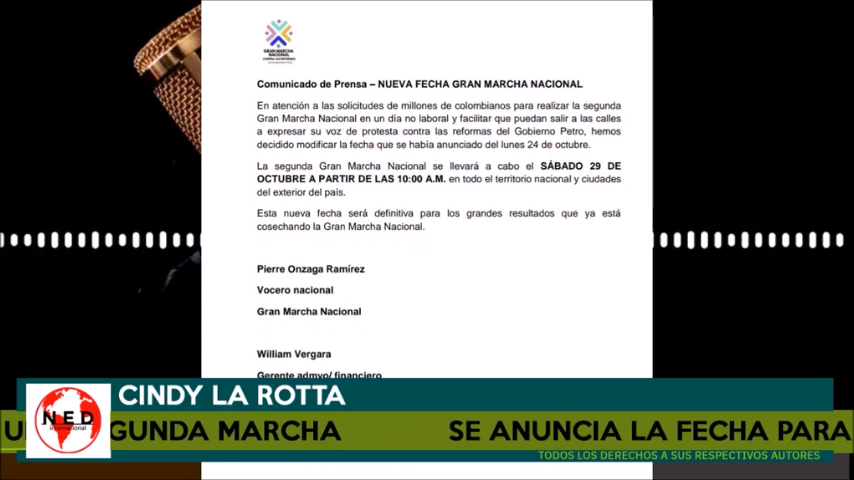 GRAN MARCHA
NACIONAL
Comunicado de Prensa – NUEVA FECHA GRAN MARCHA NACIONAL
En atención a las solicitudes de millones de colombianos para realizar la segunda
Gran Marcha Nacional en un día no laboral y facilitar que puedan salir a las calles
a expresar su voz de protesta contra las reformas del Gobierno Petro, hemos
decidido modificar la fecha que se había anunciado del lunes 24 de octubre.
La segunda Gran Marcha Nacional se llevará a cabo el SÁBADO 29 DE
OCTUBRE A PARTIR DE LAS 10:00 A.M. en todo el territorio nacional y ciudades
del exterior del país.
Esta nueva fecha será definitiva para los grandes resultados que ya está
cosechando la Gran Marcha Nacional.
Pierre Onzaga Ramírez
Vocero nacional
Gran Marcha Nacional
William Vergara
Gerente admyo/ financiero
CINDY LA ROTTA
NED
internacional
GUNDA MARCHA SE ANUNCIA LA FECHA PARA
TODOS LOS DERECHOS A SUS RESPECTIVOS AUTORES